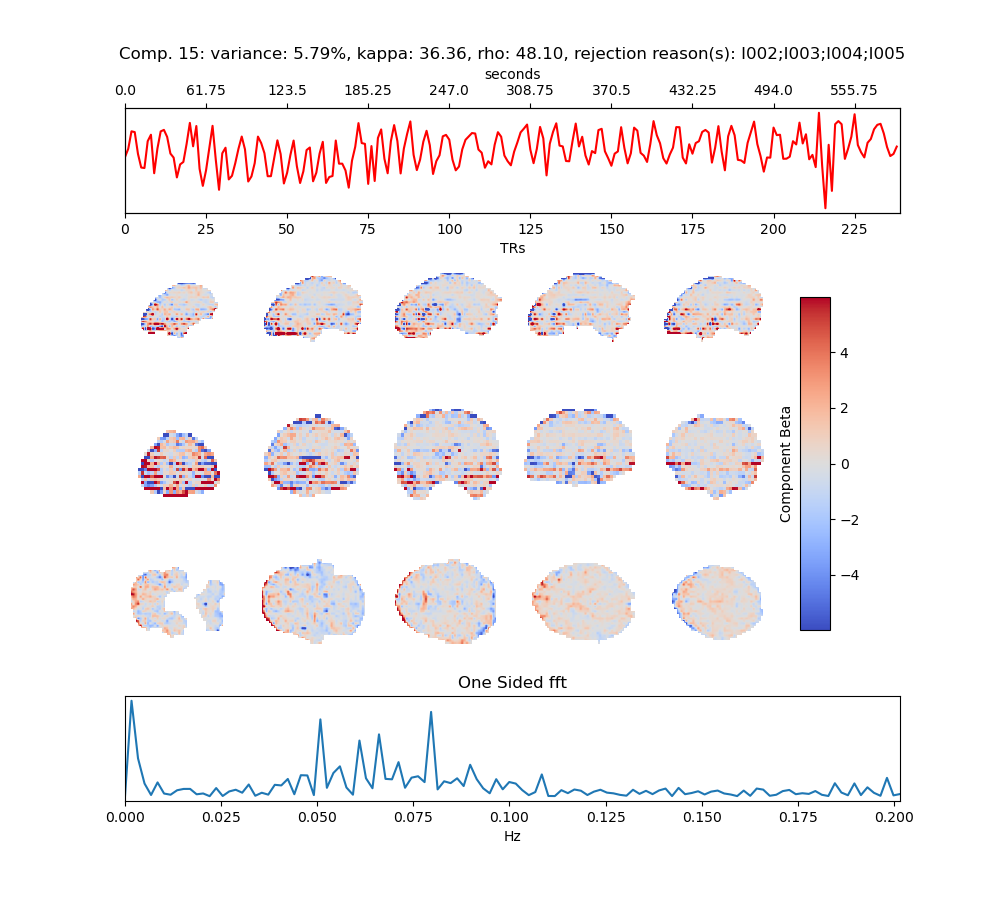 Comp. 15: variance: 5.79%, kappa: 36.36, rho: 48.10, rejection reason(s): I002;I003;I004;I005
seconds
0.0 61.75 123.5 185.25 247.0 308.75 370.5 432.25 494.0 555.75
0 25 50 75 100 125 150 175 200 225
TRs
4
2
0
−2
−4
Component Beta
One Sided fft
0.000 0.025 0.050 0.075 0.100 0.125 0.150 0.175 0.200
Hz